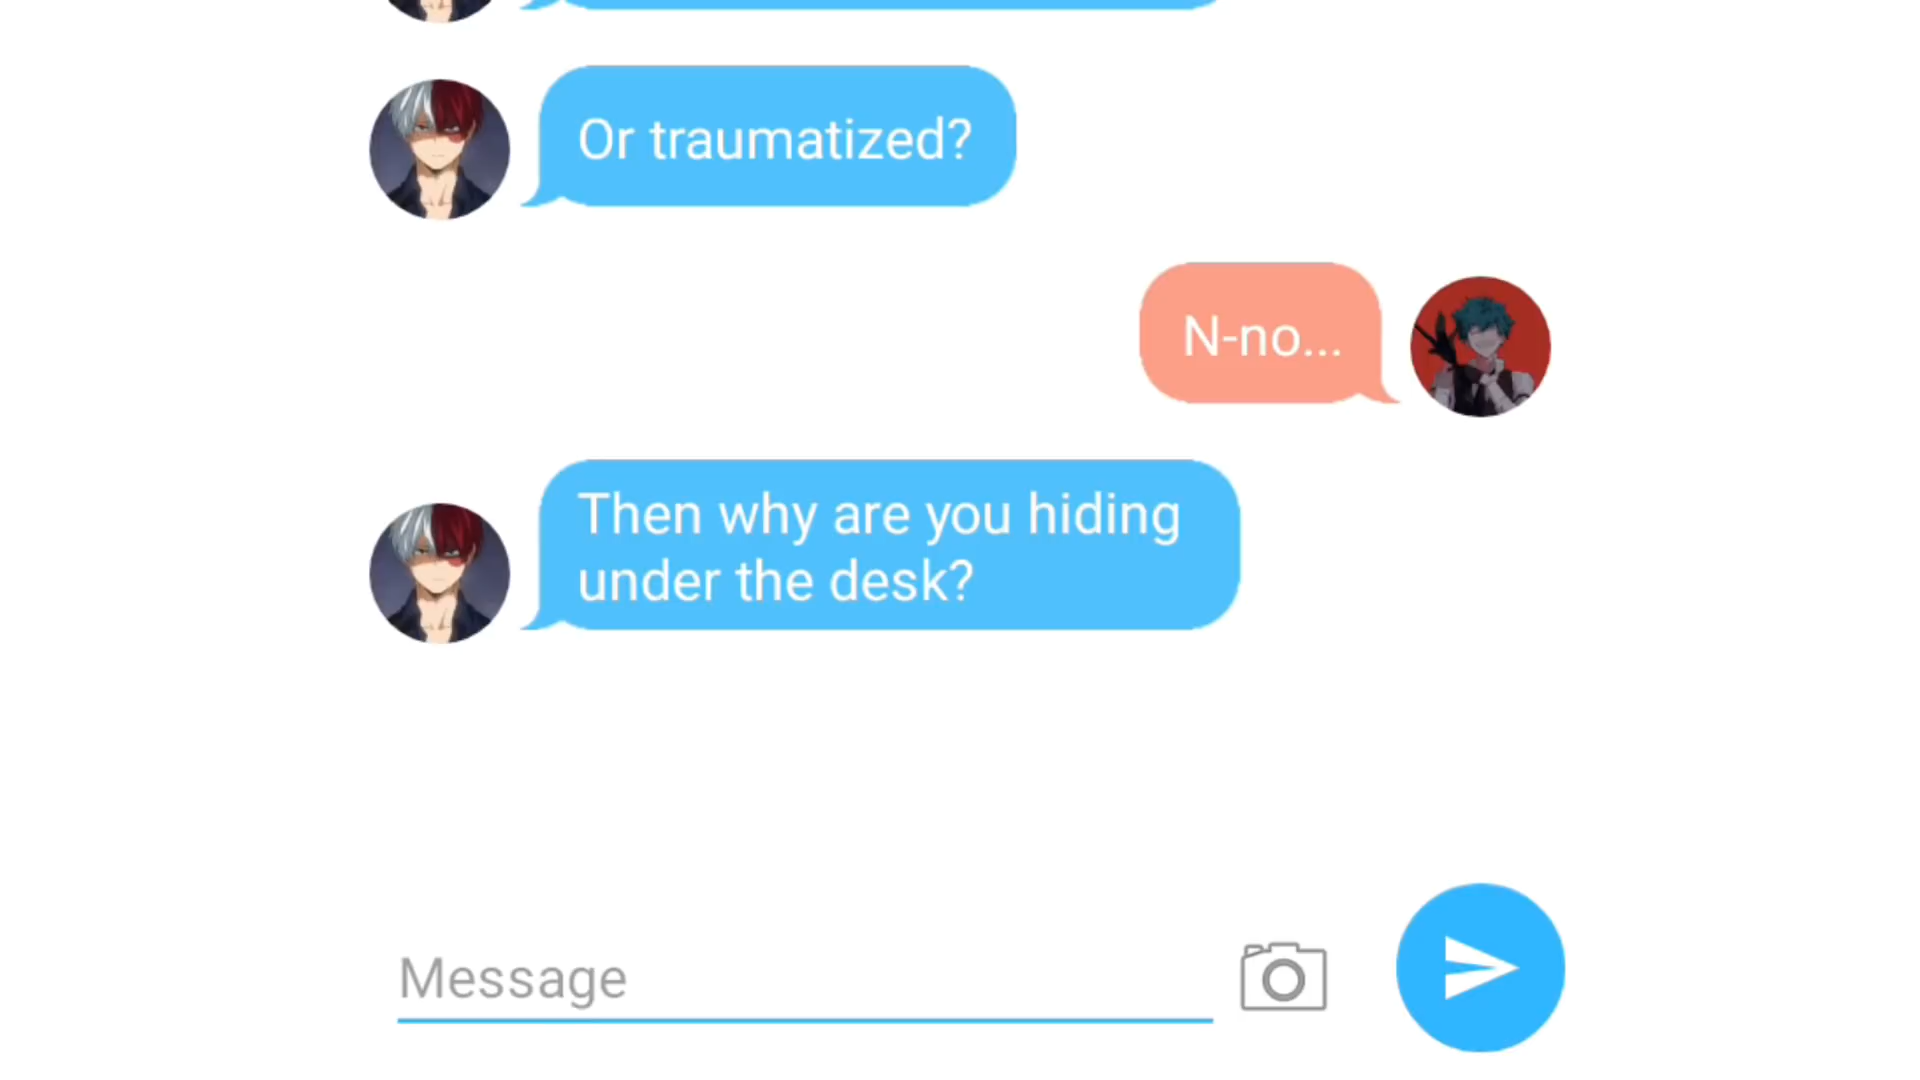 Or traumatized?
N-no...
Then why are you hiding
under the desk?
Message